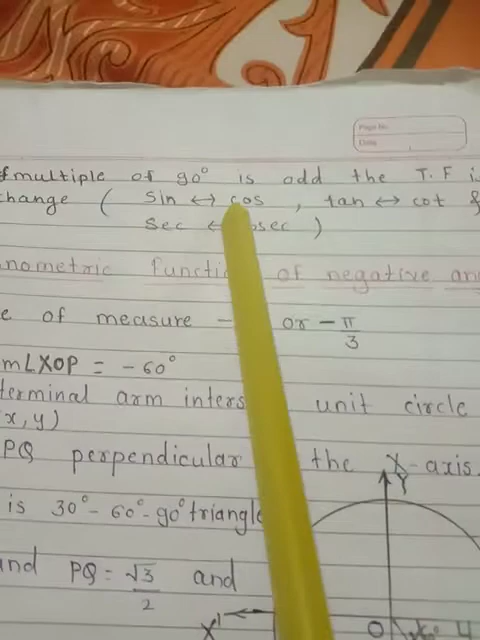 Page No.
Date
multiple of 90° is odd the T.F
change ( sin ↔ cos , tan ↔ cot &
sec )
of negative
of measure or - π/3
m∠XOP = -60°
terminal arm unit circle
x, y)
PQ perpendicular the X-axis.
Y
is 30°-60°-90° triangle
and PQ = √3/2 and
X'
O